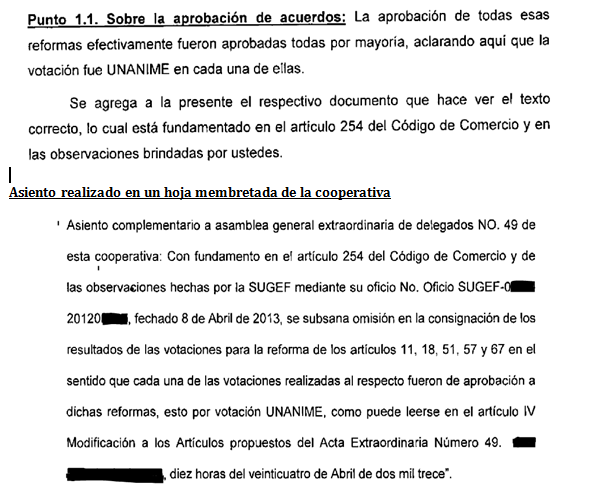 Punto 1.1. Sobre la aprobación de acuerdos: La aprobación de todas esas
reformas efectivamente fueron aprobadas todas por mayoría, aclarando aquí que la
votación fue UNANIME en cada una de ellas.
Se agrega a la presente el respectivo documento que hace ver el texto
correcto, lo cual está fundamentado en el artículo 254 del Código de Comercio y en
las observaciones brindadas por ustedes.
Asiento realizado en un hoja membretada de la cooperativa
Asiento complementario a asamblea general extraordinaria de delegados NO. 49 de
esta cooperativa: Con fundamento en el artículo 254 del Código de Comercio y de
las observaciones hechas por la SUGEF mediante su oficio No. Oficio SUGEF-0
20120, fechado 8 de Abril de 2013, se subsana omisión en la consignación de los
resultados de las votaciones para la reforma de los artículos 11, 18, 51, 57 y 67 en el
sentido que cada una de las votaciones realizadas al respecto fueron de aprobación a
dichas reformas, esto por votación UNANIME, como puede leerse en el artículo IV
Modificación a los Artículos propuestos del Acta Extraordinaria Número 49.
, diez horas del veinticuatro de Abril de dos mil trece".